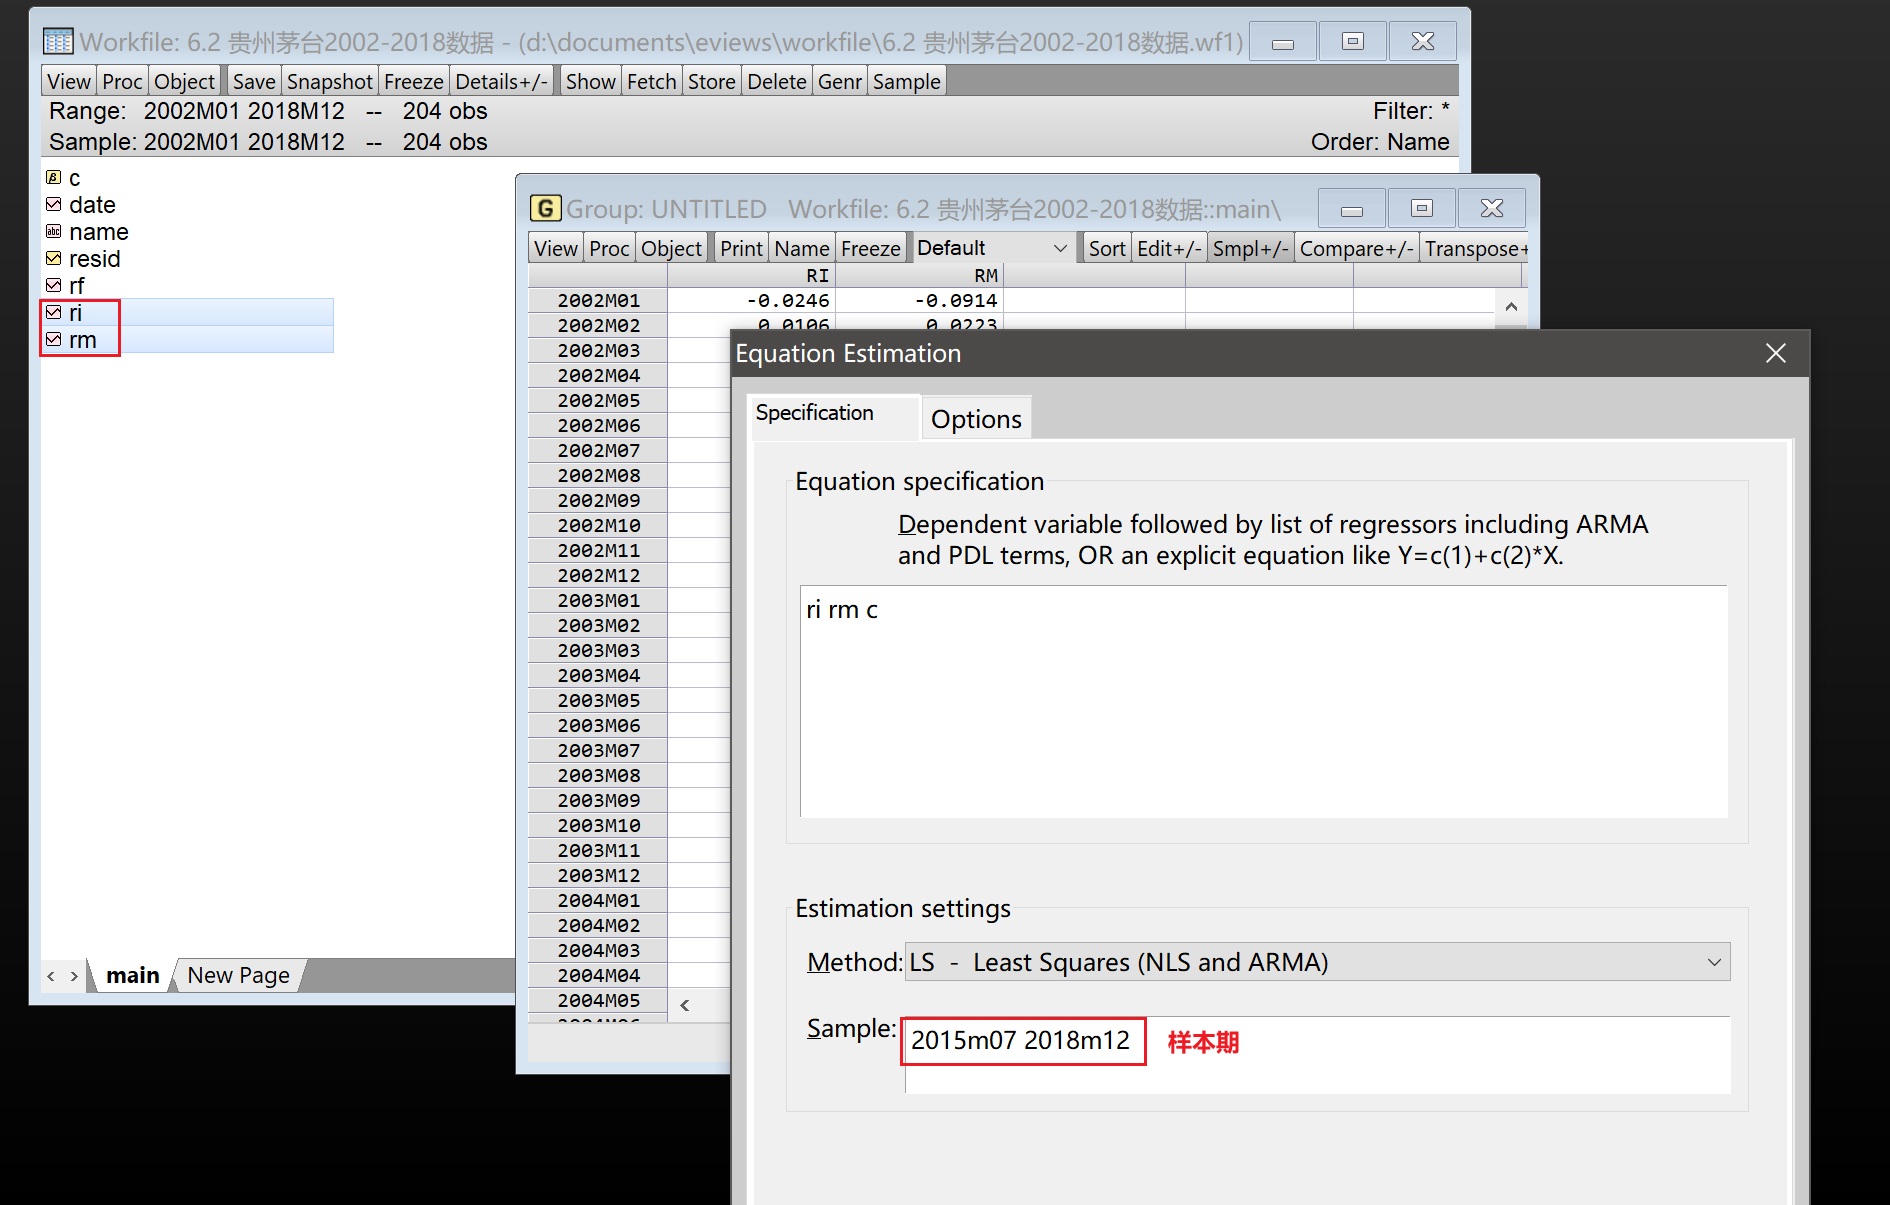 Workfile: 6.2 贵州茅台2002-2018数据 - (d:\documents\eviews\workfile\6.2 贵州茅台2002-2018数据.wf1)
View Proc Object Save Snapshot Freeze Details+/- Show Fetch Store Delete Genr Sample
Range: 2002M01 2018M12 -- 204 obs Filter: *
Sample: 2002M01 2018M12 -- 204 obs Order: Name
c
date
name
resid
rf
ri
rm
main New Page
Group: UNTITLED Workfile: 6.2 贵州茅台2002-2018数据::main\
View Proc Object Print Name Freeze Default Sort Edit+/- Smpl+/- Compare+/- Transpose+
RI RM
2002M01 -0.0246 -0.0914
2002M02 0.0106 0.0223
2002M03
2002M04
2002M05
2002M06
2002M07
2002M08
2002M09
2002M10
2002M11
2002M12
2003M01
2003M02
2003M03
2003M04
2003M05
2003M06
2003M07
2003M08
2003M09
2003M10
2003M11
2003M12
2004M01
2004M02
2004M03
2004M04
2004M05
Equation Estimation
Specification Options
Equation specification
Dependent variable followed by list of regressors including ARMA
and PDL terms, OR an explicit equation like Y=c(1)+c(2)*X.
ri rm c
Estimation settings
Method: LS - Least Squares (NLS and ARMA)
Sample: 2015m07 2018m12 样本期